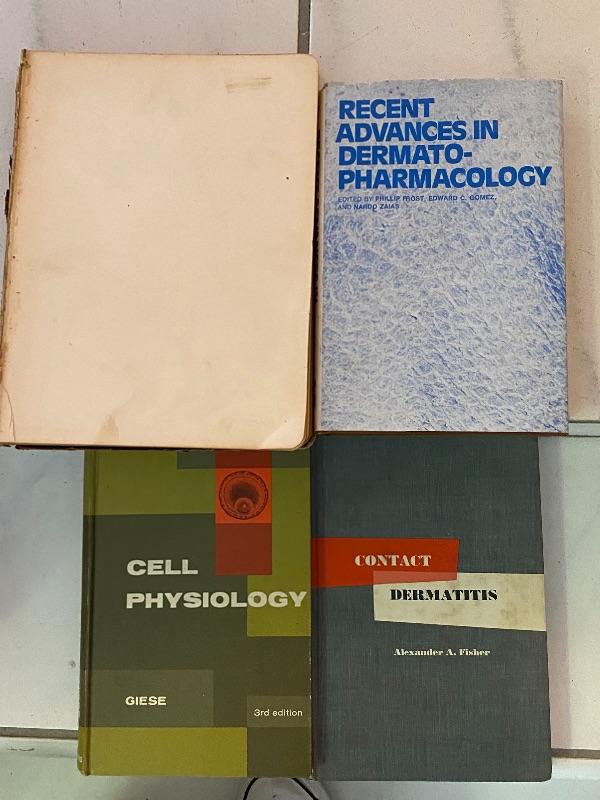 RECENT
ADVANCES IN
DERMATO-
PHARMACOLOGY
EDITED BY PHILLIP FROST, EDWARD C. GOMEZ,
AND NARDO ZAIAS
CELL
PHYSIOLOGY
GIESE
3rd edition
CONTACT
DERMATITIS
Alexander A. Fisher